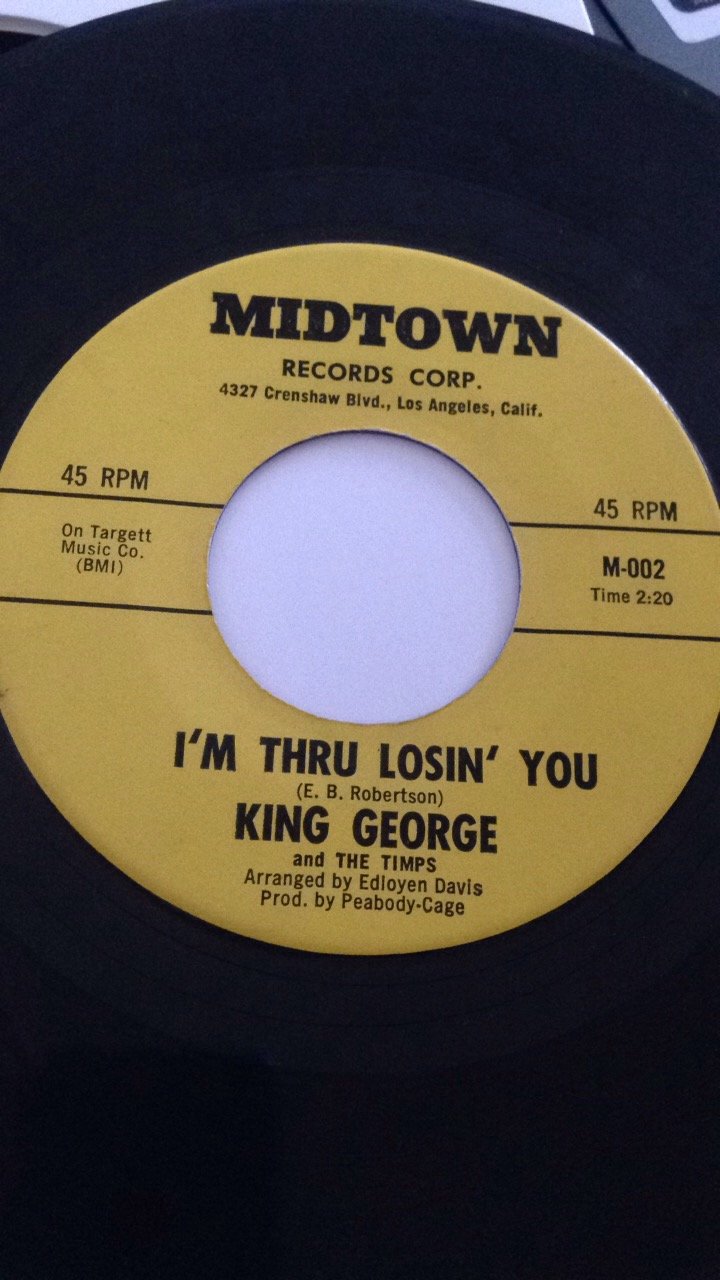 MIDTOWN
RECORDS CORP.
4327 Crenshaw Blvd., Los Angeles, Calif.
45 RPM
45 RPM
On Targett
Music Co.
(BMI)
M-002
Time 2:20
I'M THRU LOSIN' YOU
(E. B. Robertson)
KING GEORGE
and THE TIMPS
Arranged by Edloyen Davis
Prod. by Peabody-Cage